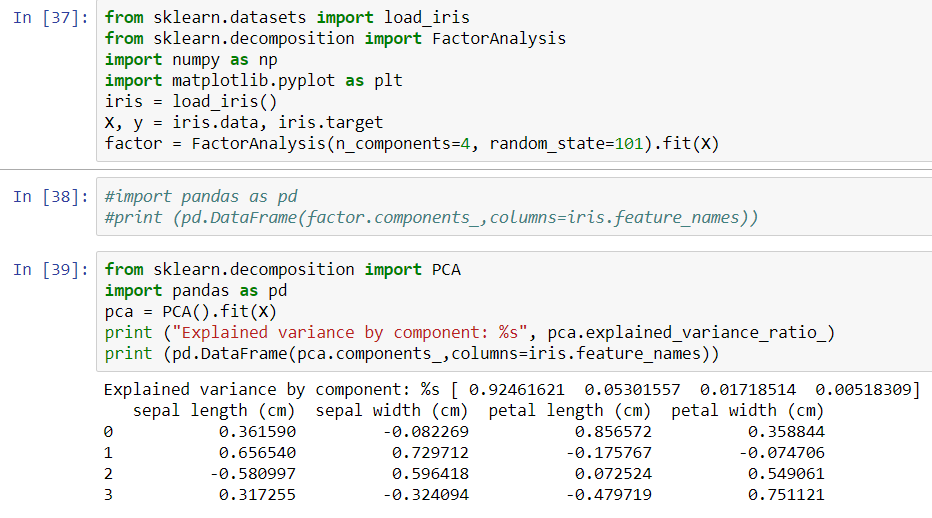 In [37]: from sklearn.datasets import load_iris
from sklearn.decomposition import FactorAnalysis
import numpy as np
import matplotlib.pyplot as plt
iris = load_iris()
X, y = iris.data, iris.target
factor = FactorAnalysis(n_components=4, random_state=101).fit(X)
In [38]: #import pandas as pd
#print (pd.DataFrame(factor.components_,columns=iris.feature_names))
In [39]: from sklearn.decomposition import PCA
import pandas as pd
pca = PCA().fit(X)
print ("Explained variance by component: %s", pca.explained_variance_ratio_)
print (pd.DataFrame(pca.components_,columns=iris.feature_names))
Explained variance by component: %s [ 0.92461621  0.05301557  0.01718514  0.00518309]
   sepal length (cm)  sepal width (cm)  petal length (cm)  petal width (cm)
0           0.361590         -0.082269           0.856572          0.358844
1           0.656540          0.729712          -0.175767         -0.074706
2          -0.580997          0.596418           0.072524          0.549061
3           0.317255         -0.324094          -0.479719          0.751121